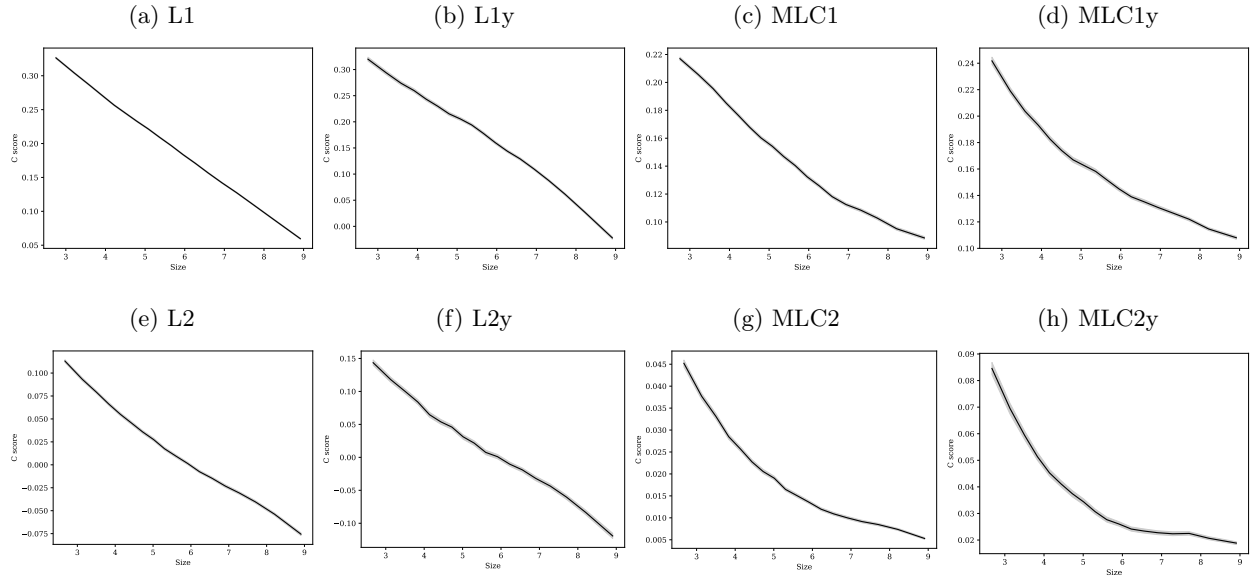 (a) L1
0.30
0.25
0.20
0.15
0.10
0.05
C score
3 4 5 6 7 8 9
Size
(b) L1y
0.30
0.25
0.20
0.15
0.10
0.05
0.00
C score
3 4 5 6 7 8 9
Size
(c) MLC1
0.22
0.20
0.18
0.16
0.14
0.12
0.10
C score
3 4 5 6 7 8 9
Size
(d) MLC1y
0.24
0.22
0.20
0.18
0.16
0.14
0.12
0.10
C score
3 4 5 6 7 8 9
Size
(e) L2
0.100
0.075
0.050
0.025
0.000
−0.025
−0.050
−0.075
C score
3 4 5 6 7 8 9
Size
(f) L2y
0.15
0.10
0.05
0.00
−0.05
−0.10
C score
3 4 5 6 7 8 9
Size
(g) MLC2
0.045
0.040
0.035
0.030
0.025
0.020
0.015
0.010
0.005
C score
3 4 5 6 7 8 9
Size
(h) MLC2y
0.09
0.08
0.07
0.06
0.05
0.04
0.03
0.02
C score
3 4 5 6 7 8 9
Size